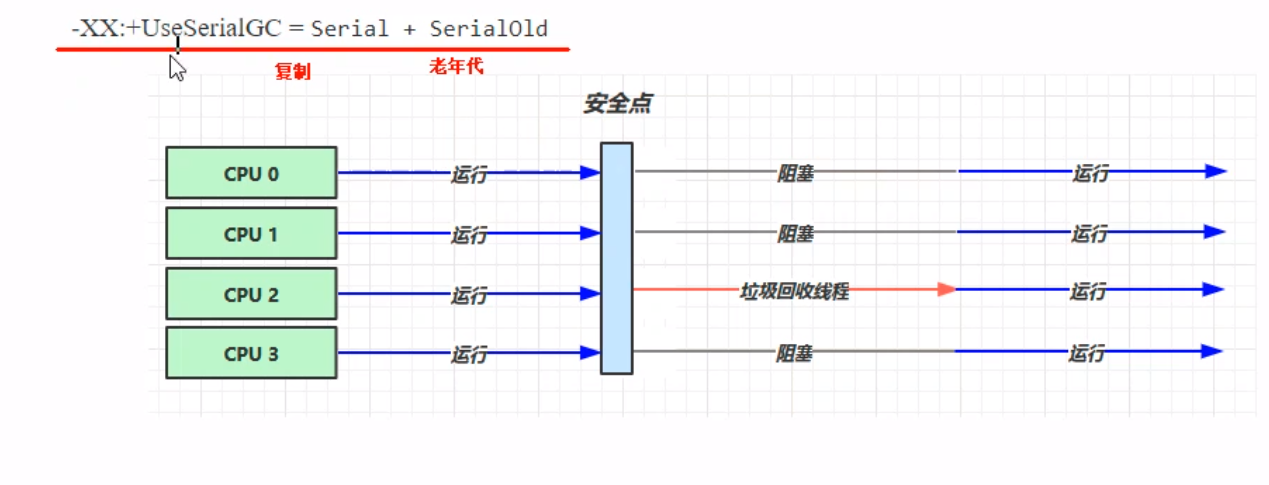 -XX:+UseSerialGC = Serial + SerialOld
复制 老年代
安全点
CPU 0 运行 阻塞 运行
CPU 1 运行 阻塞 运行
CPU 2 运行 垃圾回收线程 运行
CPU 3 运行 阻塞 运行